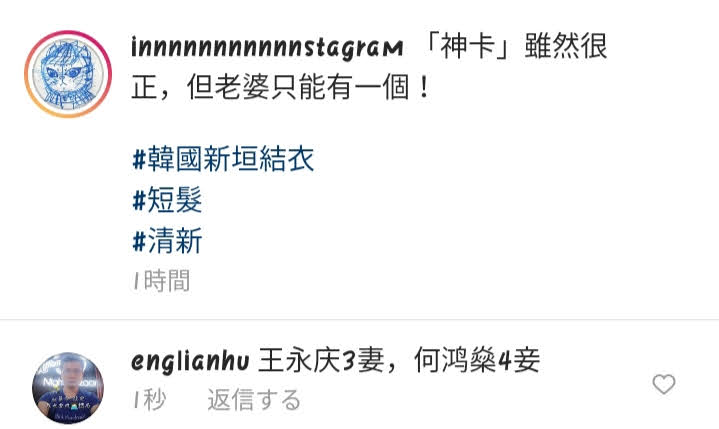 innnnnnnnnnnnstagram 「神卡」雖然很
正，但老婆只能有一個！
#韓國新垣結衣
#短髮
#清新
1時間
englianhu 王永庆3妻，何鸿燊4妾
1秒 返信する